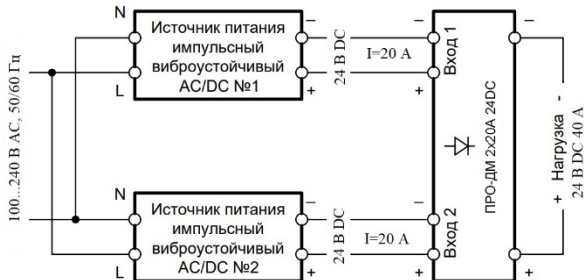 100...240 В AC, 50/60 Гц
N
L
Источник питания
импульсный
виброустойчивый
AC/DC №1
–
+
24 В DC
I=20 А
Вход 1
N
L
Источник питания
импульсный
виброустойчивый
AC/DC №2
–
+
24 В DC
I=20 А
–
Вход 2
+
ПРО-ДМ 2х20А 24DC
–
+
+ Нагрузка -
24 В DC 40 А